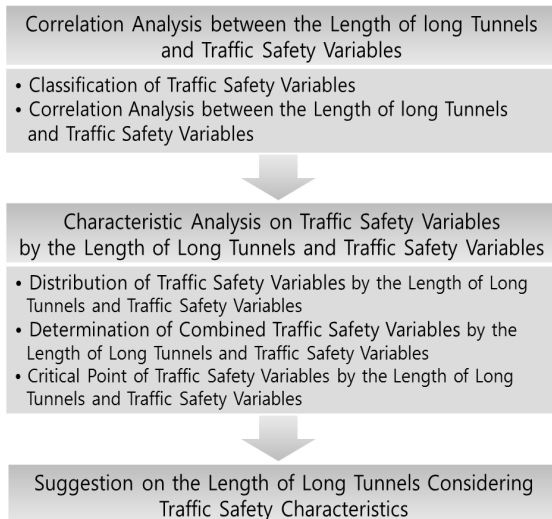 Correlation Analysis between the Length of long Tunnels
and Traffic Safety Variables
• Classification of Traffic Safety Variables
• Correlation Analysis between the Length of long Tunnels
and Traffic Safety Variables
Characteristic Analysis on Traffic Safety Variables
by the Length of Long Tunnels and Traffic Safety Variables
• Distribution of Traffic Safety Variables by the Length of Long
Tunnels and Traffic Safety Variables
• Determination of Combined Traffic Safety Variables by the
Length of Long Tunnels and Traffic Safety Variables
• Critical Point of Traffic Safety Variables by the Length of Long
Tunnels and Traffic Safety Variables
Suggestion on the Length of Long Tunnels Considering
Traffic Safety Characteristics